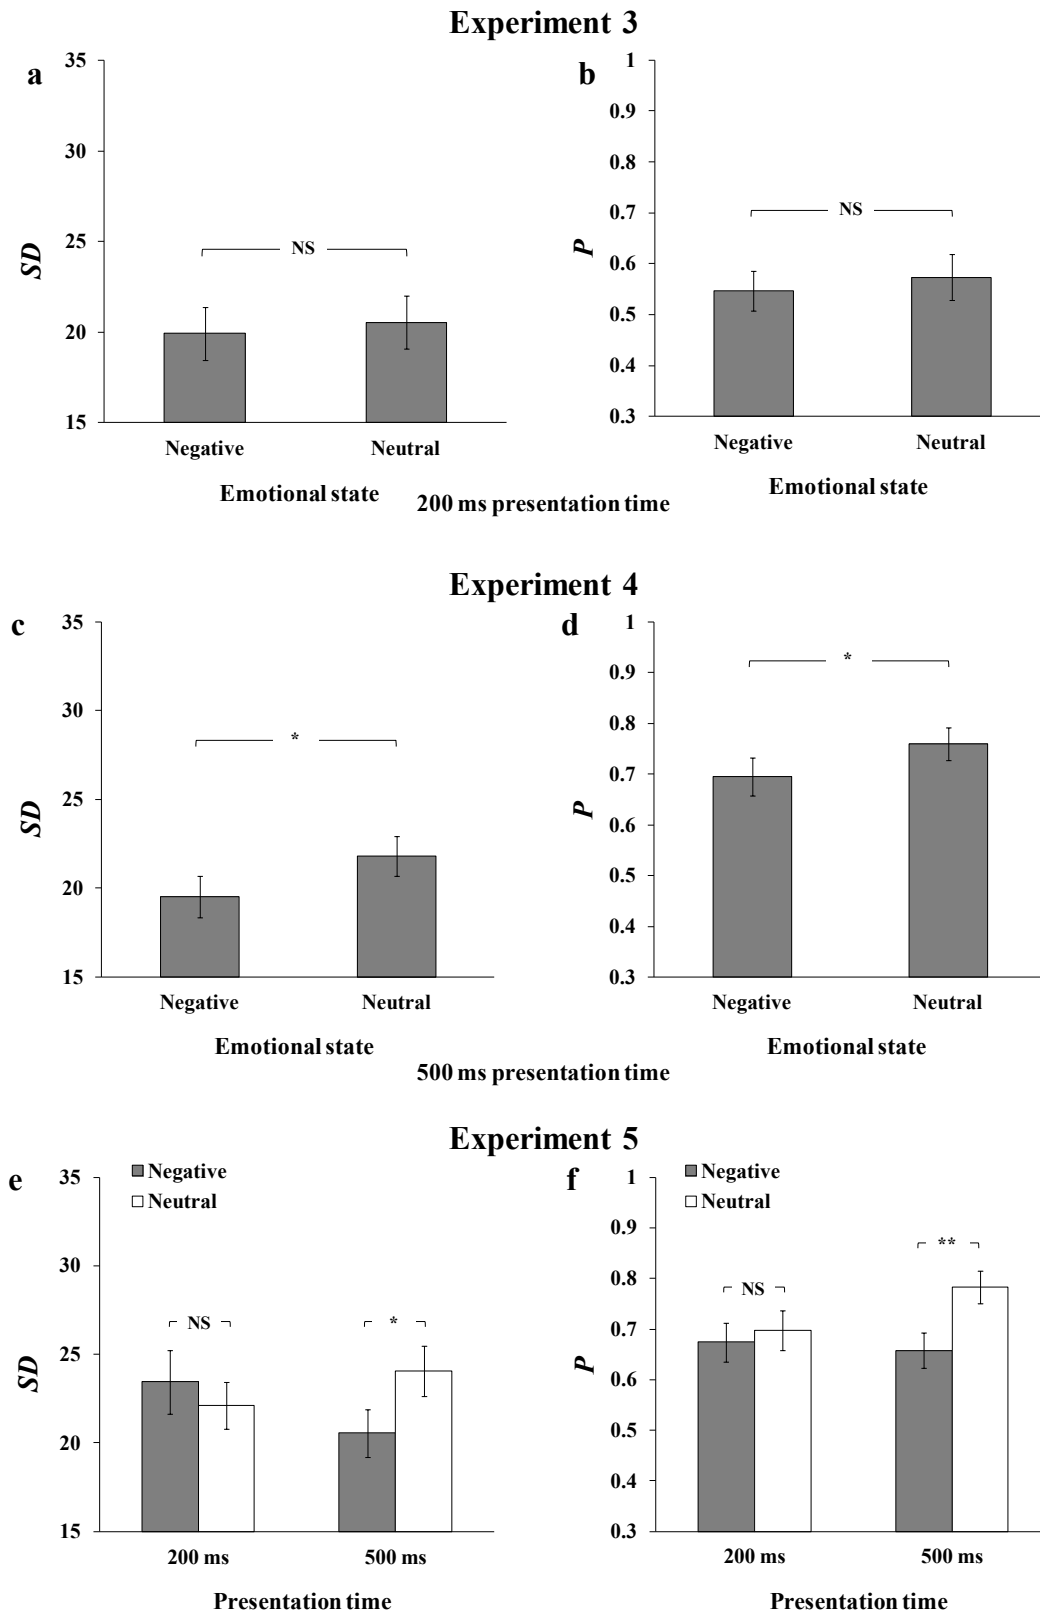 Experiment 3
a
35
30
25
20
15
SD
NS
Negative Neutral
Emotional state
b
1
0.9
0.8
0.7
0.6
0.5
0.4
0.3
P
NS
Negative Neutral
Emotional state
200 ms presentation time
Experiment 4
c
35
30
25
20
15
SD
*
Negative Neutral
Emotional state
d
1
0.9
0.8
0.7
0.6
0.5
0.4
0.3
P
*
Negative Neutral
Emotional state
500 ms presentation time
Experiment 5
e
35
30
25
20
15
SD
Negative
Neutral
NS
*
200 ms 500 ms
Presentation time
f
1
0.9
0.8
0.7
0.6
0.5
0.4
0.3
P
Negative
Neutral
NS
**
200 ms 500 ms
Presentation time